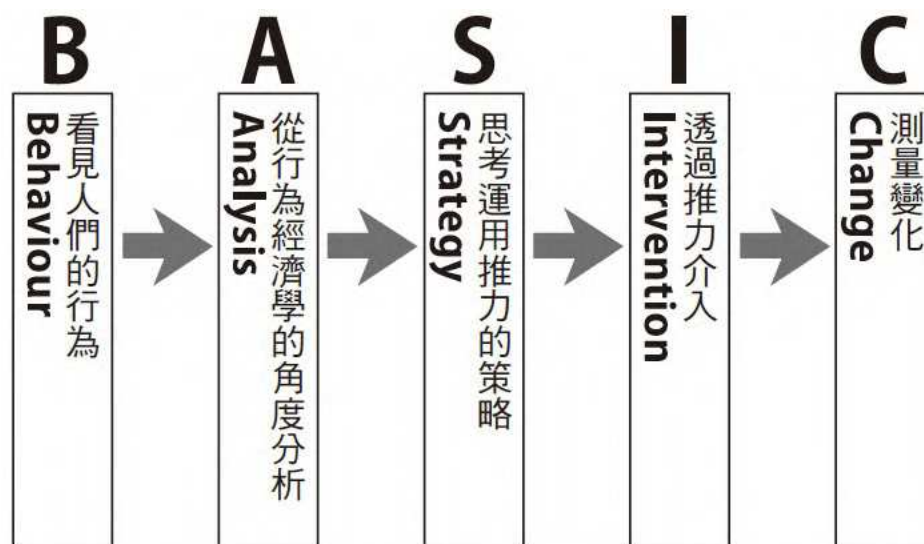 B
看見人們的行為
Behaviour
A
從行為經濟學的角度分析
Analysis
S
思考運用推力的策略
Strategy
I
透過推力介入
Intervention
C
測量變化
Change